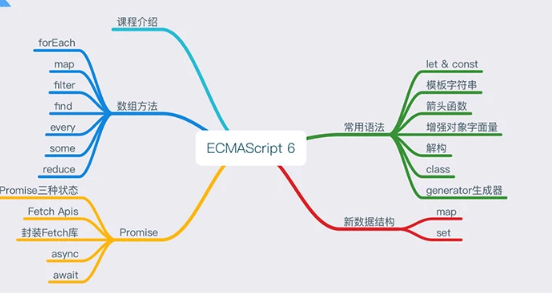 课程介绍
forEach
map
filter
find
every
some
reduce
数组方法
Promise三种状态
Fetch Apis
封装Fetch库
async
await
Promise
ECMAScript 6
常用语法
let & const
模板字符串
箭头函数
增强对象字面量
解构
class
generator生成器
新数据结构
map
set